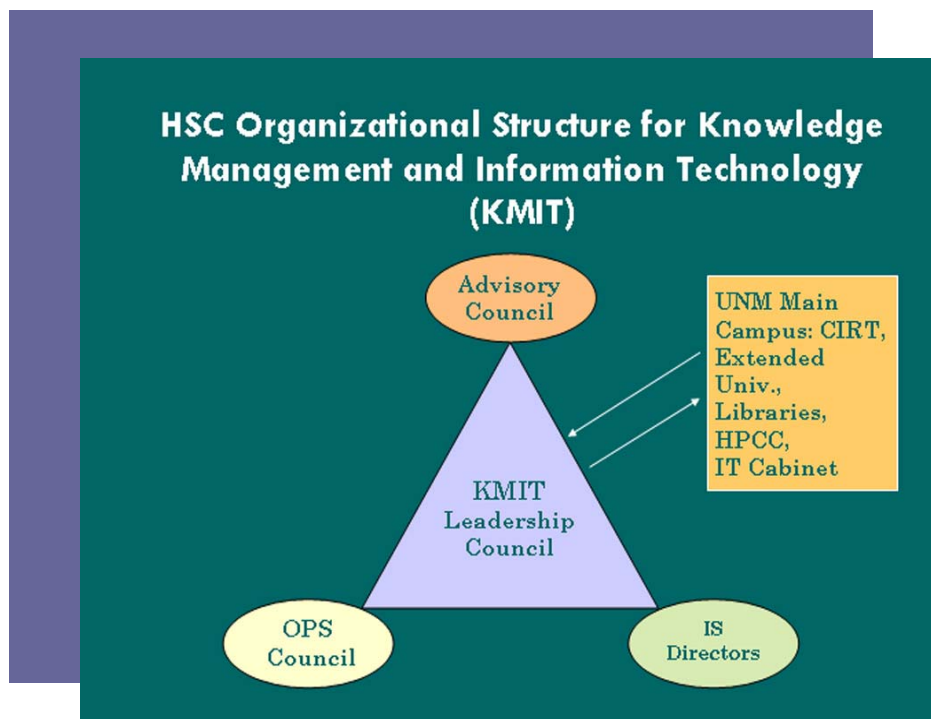 HSC Organizational Structure for Knowledge
Management and Information Technology
(KMIT)
Advisory
Council
UNM Main
Campus: CIRT,
Extended
Univ.,
Libraries,
HPCC,
IT Cabinet
KMIT
Leadership
Council
OPS
Council
IS
Directors